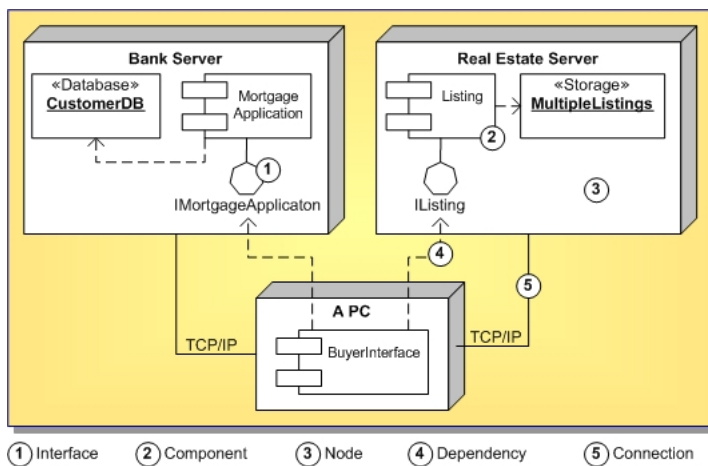 Bank Server
«Database»
CustomerDB
Mortgage
Application
1
IMortgageApplicaton
Real Estate Server
Listing
«Storage»
MultipleListings
2
3
IListing
4
5
A PC
BuyerInterface
TCP/IP
TCP/IP
1 Interface
2 Component
3 Node
4 Dependency
5 Connection